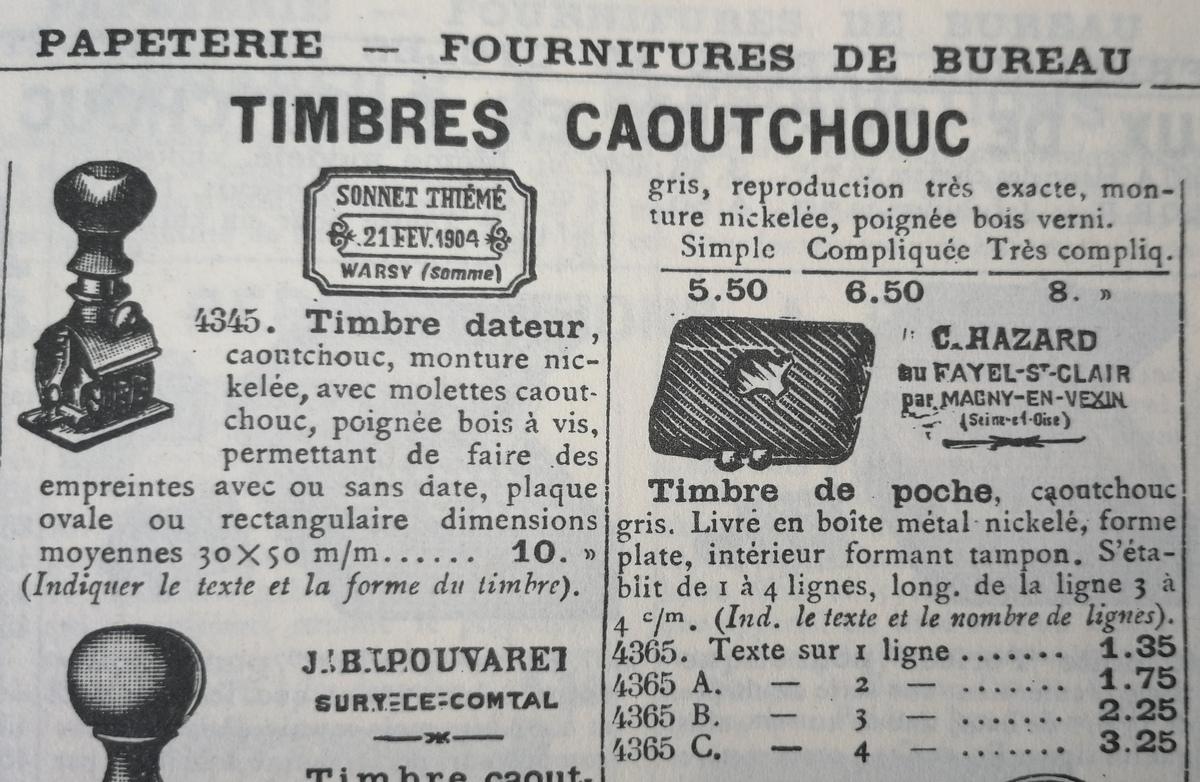 PAPETERIE — FOURNITURES DE BUREAU
TIMBRES CAOUTCHOUC
SONNET THIÉMÉ
21 FEV. 1904
WARSY (Somme)
4345. Timbre dateur,
caoutchouc, monture nic-
kelée, avec molettes caout-
chouc, poignée bois à vis,
permettant de faire des
empreintes avec ou sans date, plaque
ovale ou rectangulaire dimensions
moyennes 30×50 m/m...... 10. »
(Indiquer le texte et la forme du timbre).
SURY=LE=COMTAL
Timbre caout-
gris, reproduction très exacte, mon-
ture nickelée, poignée bois verni.
Simple Compliquée Très compliq.
5.50 6.50 8. »
C. HAZARD
au FAYEL-ST-CLAIR
par MAGNY-EN-VEXIN
(Seine-et-Oise)
Timbre de poche, caoutchouc
gris. Livré en boîte métal nickelé, forme
plate, intérieur formant tampon. S'éta-
blit de 1 à 4 lignes, long. de la ligne 3 à
4 c/m. (Ind. le texte et le nombre de lignes).
4365. Texte sur 1 ligne ....... 1.35
4365 A. — 2 — ....... 1.75
4365 B. — 3 — ....... 2.25
4365 C. — 4 — ....... 3.25